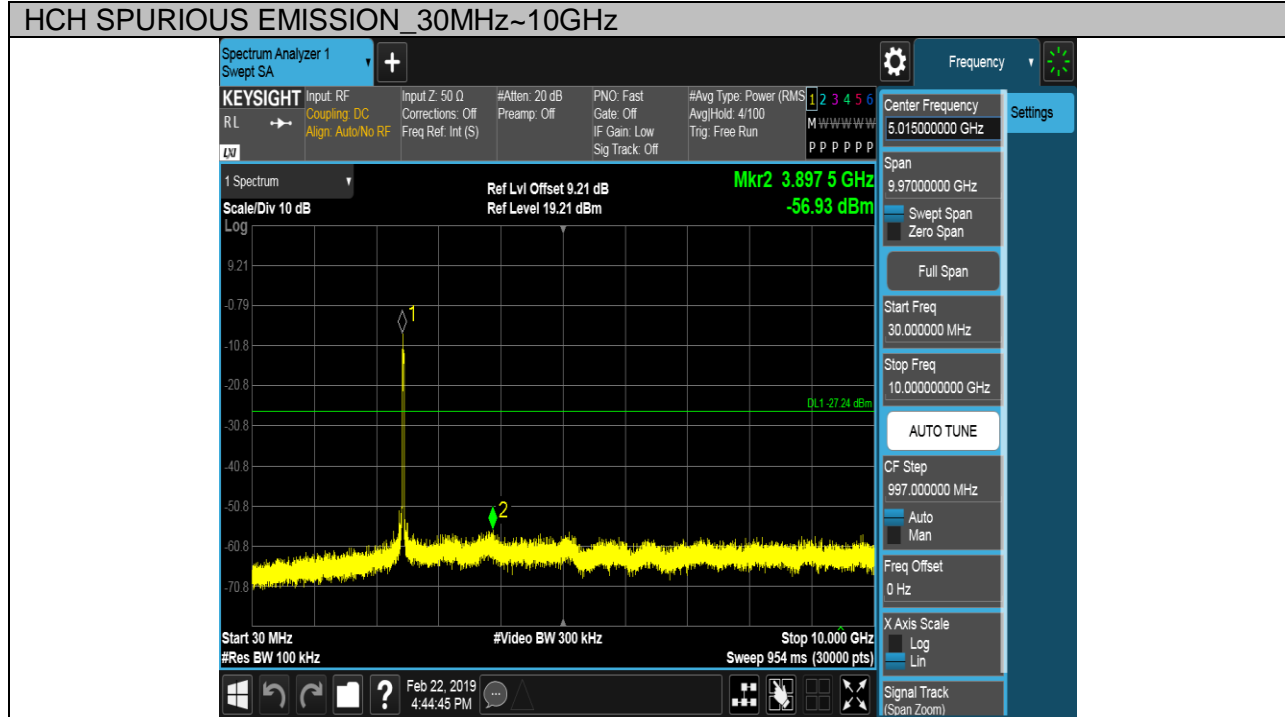 HCH SPURIOUS EMISSION_30MHz~10GHz
Spectrum Analyzer 1
Swept SA
Frequency
KEYSIGHT
RL
LXI
Input: RF
Coupling: DC
Align: Auto/No RF
Input Z: 50 Ω
Corrections: Off
Freq Ref: Int (S)
#Atten: 20 dB
Preamp: Off
PNO: Fast
Gate: Off
IF Gain: Low
Sig Track: Off
#Avg Type: Power (RMS
Avg|Hold: 4/100
Trig: Free Run
1 2 3 4 5 6
M W W W W W
P P P P P P
1 Spectrum
Scale/Div 10 dB
Log
Ref Lvl Offset 9.21 dB
Ref Level 19.21 dBm
Mkr2 3.897 5 GHz
-56.93 dBm
9.21
-0.79
-10.8
-20.8
-30.8
-40.8
-50.8
-60.8
-70.8
1
2
DL1 -27.24 dBm
Start 30 MHz
#Res BW 100 kHz
#Video BW 300 kHz
Stop 10.000 GHz
Sweep 954 ms (30000 pts)
?
Feb 22, 2019
4:44:45 PM
Center Frequency
5.015000000 GHz
Settings
Span
9.97000000 GHz
Swept Span
Zero Span
Full Span
Start Freq
30.000000 MHz
Stop Freq
10.000000000 GHz
AUTO TUNE
CF Step
997.000000 MHz
Auto
Man
Freq Offset
0 Hz
X Axis Scale
Log
Lin
Signal Track
(Span Zoom)